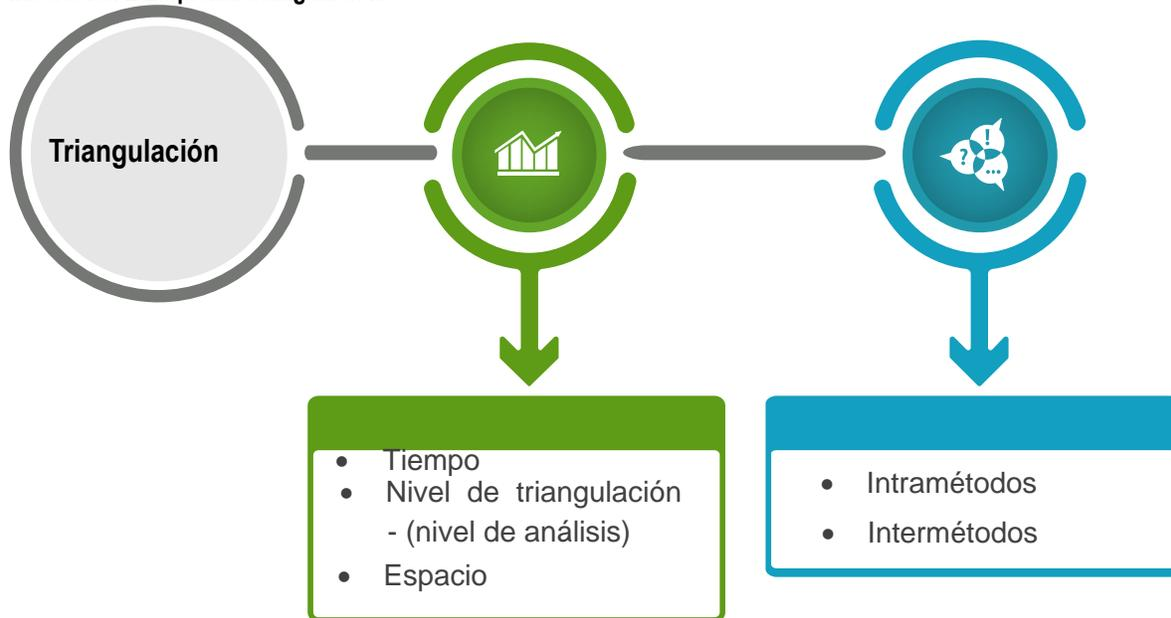 Triangulación
? ! ...
• Tiempo
• Nivel de triangulación
- (nivel de análisis)
• Espacio
• Intramétodos
• Intermétodos